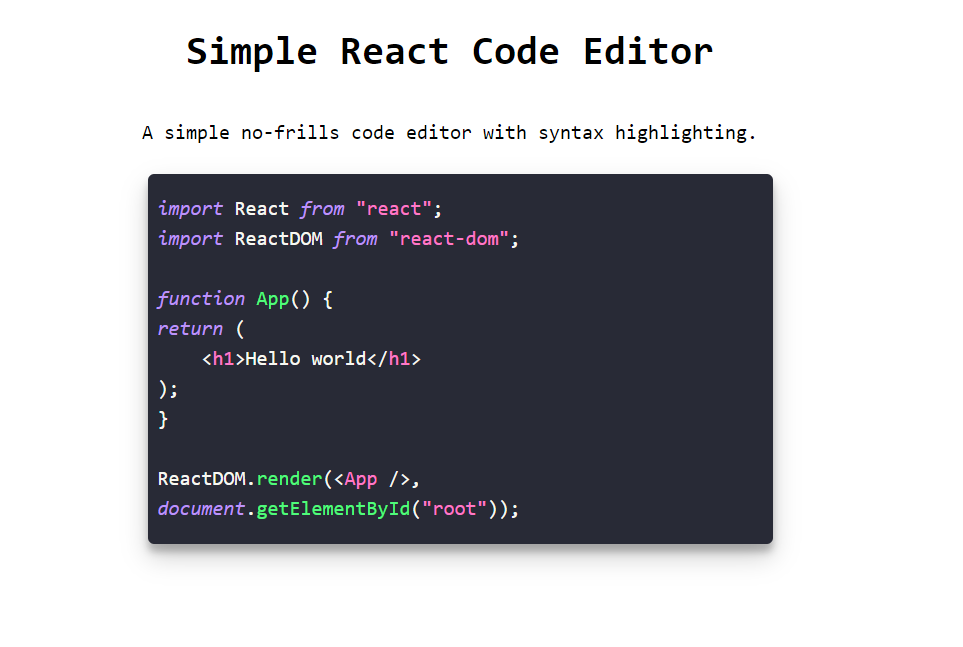 Simple React Code Editor
A simple no-frills code editor with syntax highlighting.
import React from "react";
import ReactDOM from "react-dom";
function App() {
return (
    <h1>Hello world</h1>
);
}
ReactDOM.render(<App />,
document.getElementById("root"));